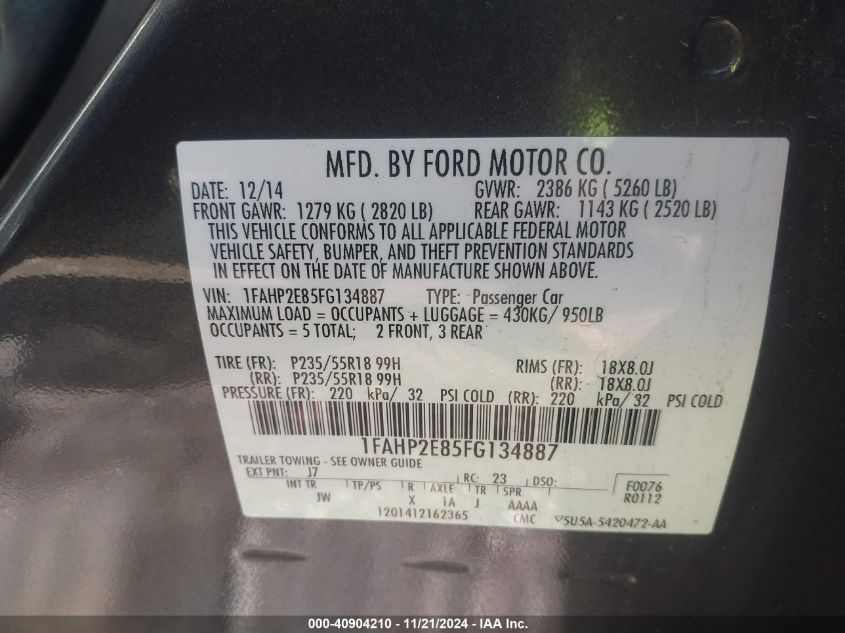 MFD. BY FORD MOTOR CO.
DATE: 12/14 GVWR: 2386 KG ( 5260 LB)
FRONT GAWR: 1279 KG ( 2820 LB) REAR GAWR: 1143 KG ( 2520 LB)
THIS VEHICLE CONFORMS TO ALL APPLICABLE FEDERAL MOTOR
VEHICLE SAFETY, BUMPER, AND THEFT PREVENTION STANDARDS
IN EFFECT ON THE DATE OF MANUFACTURE SHOWN ABOVE.
VIN: 1FAHP2E85FG134887 TYPE: Passenger Car
MAXIMUM LOAD = OCCUPANTS + LUGGAGE = 430KG/ 950LB
OCCUPANTS = 5 TOTAL; 2 FRONT, 3 REAR
TIRE (FR): P235/55R18 99H RIMS (FR): 18X8.0J
(RR): P235/55R18 99H (RR): 18X8.0J
PRESSURE (FR): 220 kPa/ 32 PSI COLD (RR): 220 kPa/ 32 PSI COLD
1FAHP2E85FG134887
TRAILER TOWING - SEE OWNER GUIDE
EXT PNT: J7 RC: 23 DSO: F0076
INT TR TP/PS R AXLE TR SPR R0112
JW X 1A J AAAA
1201412162365 CMC 5U5A-5420472-AA
000-40904210 - 11/21/2024 - IAA Inc.